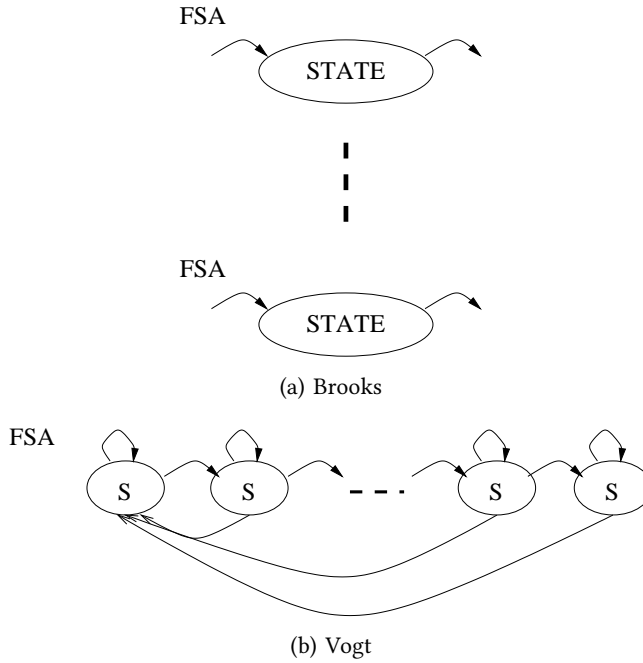 FSA
STATE
FSA
STATE
(a) Brooks
FSA
S S S S
(b) Vogt